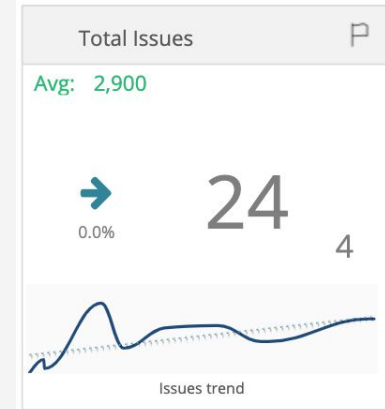 Total Issues
Avg: 2,900
24
0.0%
4
Issues trend